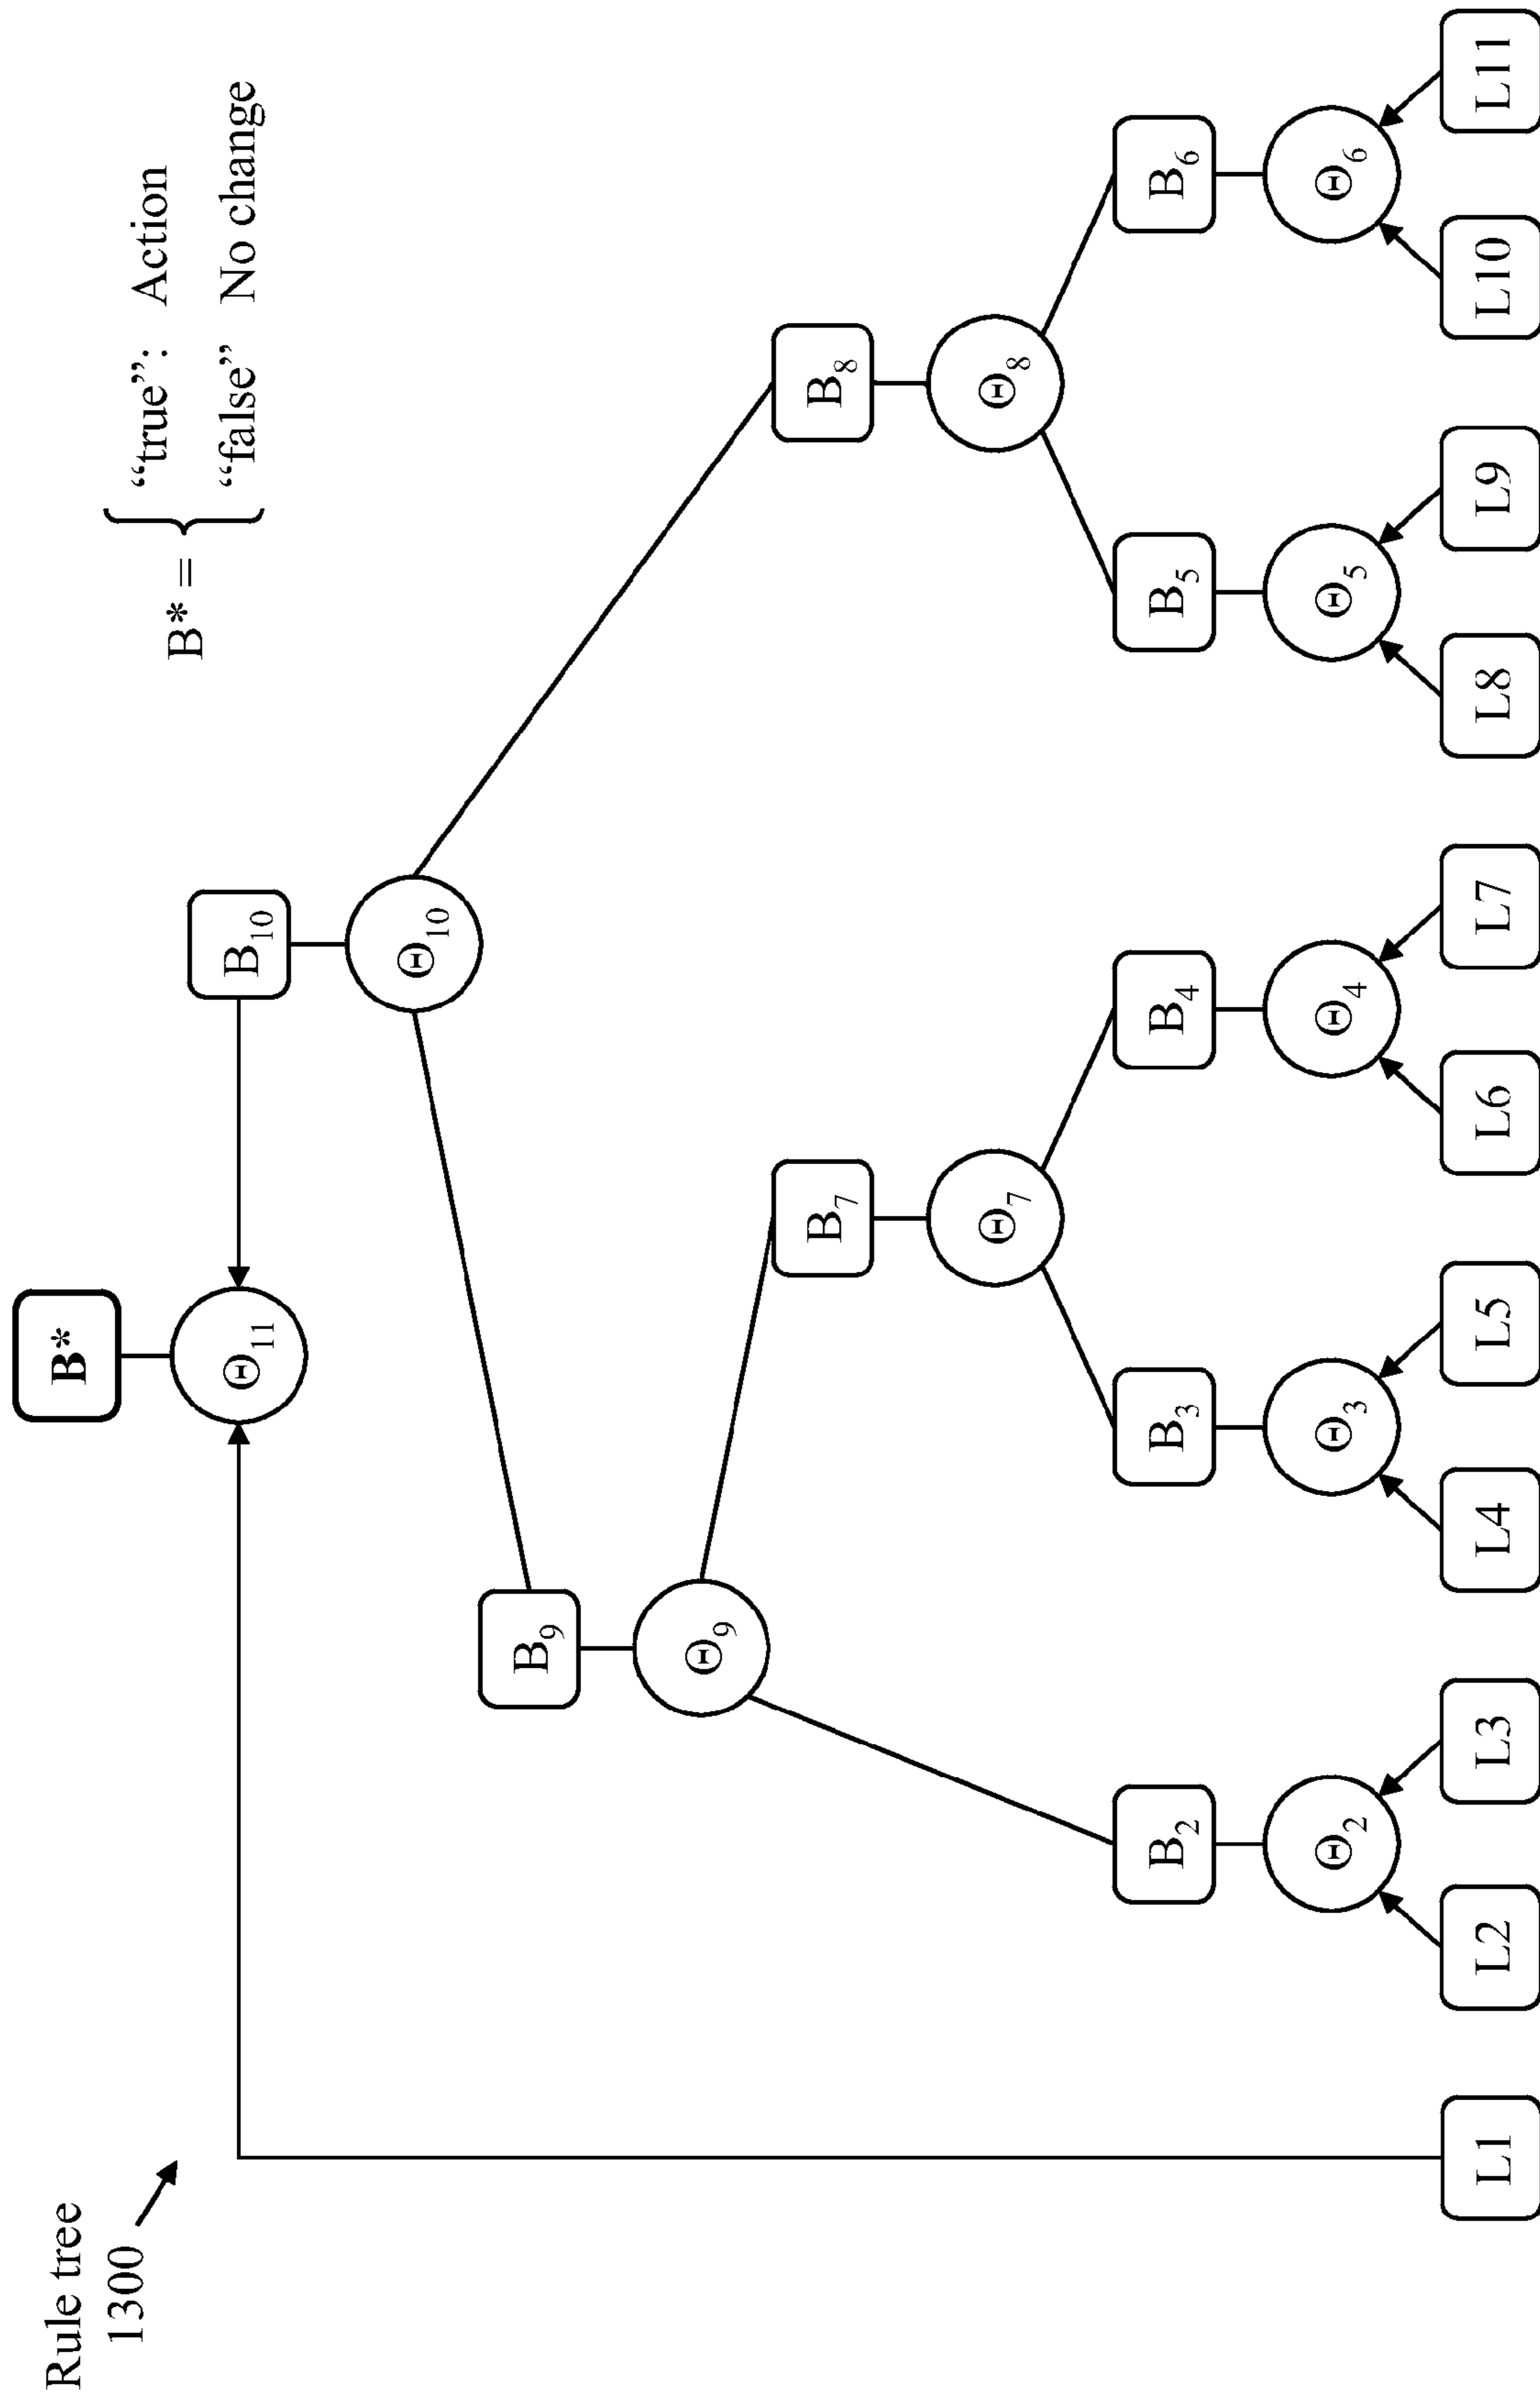 Rule tree
1300
B*
B* =
“true”: Action
“false” No change
Θ11
B10
Θ10
B9
Θ9
B7
B8
Θ7
Θ8
B2
B3
B4
B5
B6
Θ2
Θ3
Θ4
Θ5
Θ6
L1
L2
L3
L4
L5
L6
L7
L8
L9
L10
L11